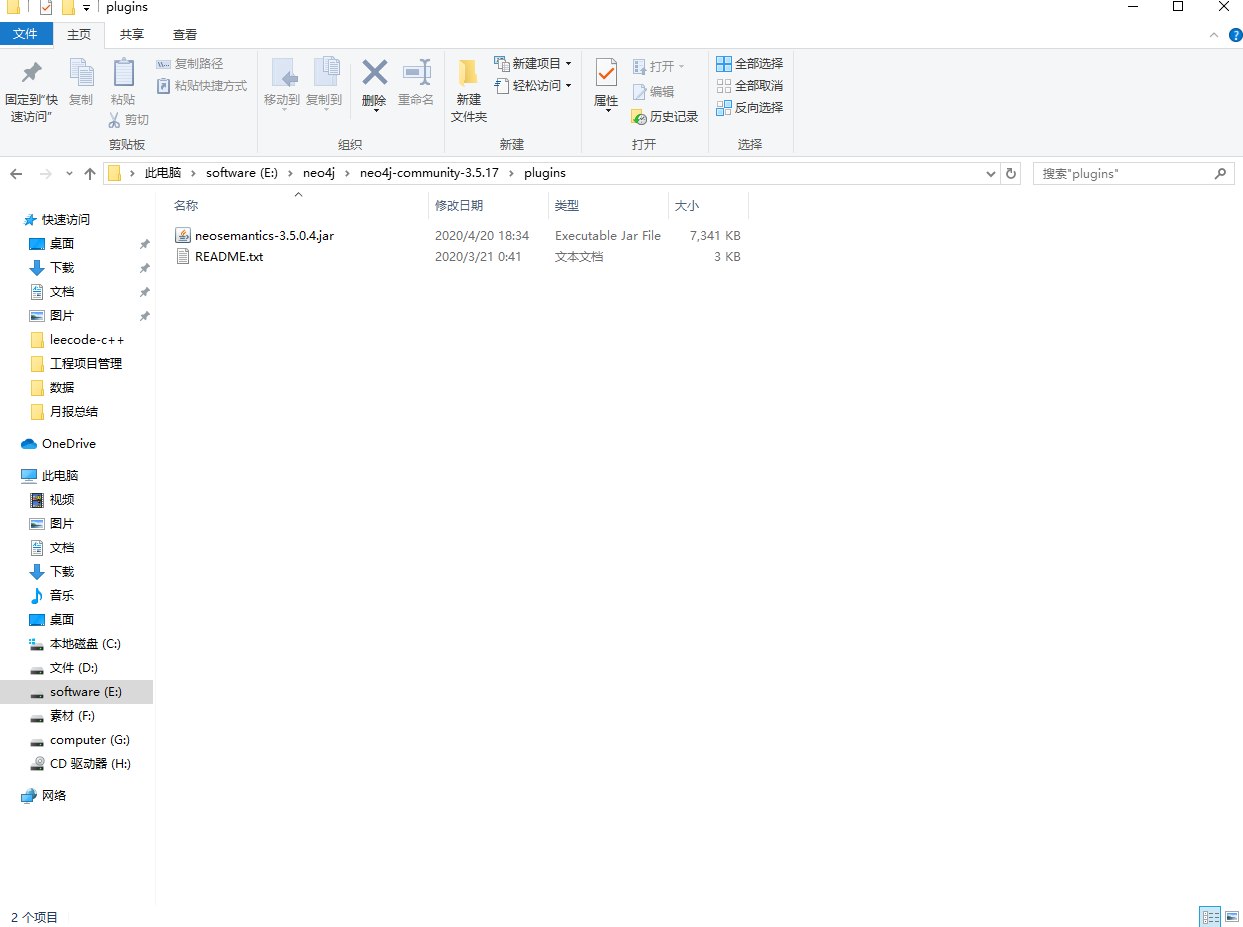 plugins
文件 主页 共享 查看
固定到"快速访问"
复制
粘贴
复制路径
粘贴快捷方式
剪切
剪贴板
移动到
复制到
删除
重命名
组织
新建
文件夹
新建项目
轻松访问
新建
属性
打开
编辑
历史记录
打开
全部选择
全部取消
反向选择
选择
此电脑 › software (E:) › neo4j › neo4j-community-3.5.17 › plugins
搜索"plugins"
名称 修改日期 类型 大小
neosemantics-3.5.0.4.jar 2020/4/20 18:34 Executable Jar File 7,341 KB
README.txt 2020/3/21 0:41 文本文档 3 KB
快速访问
桌面
下载
文档
图片
leecode-c++
工程项目管理
数据
月报总结
OneDrive
此电脑
视频
图片
文档
下载
音乐
桌面
本地磁盘 (C:)
文件 (D:)
software (E:)
素材 (F:)
computer (G:)
CD 驱动器 (H:)
网络
2 个项目